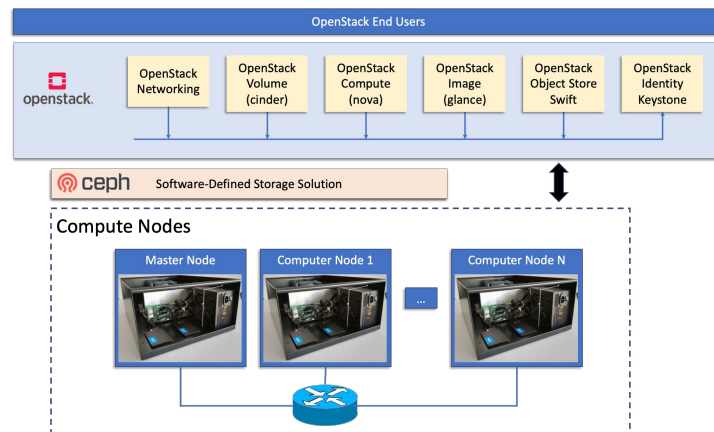 OpenStack End Users
openstack.
OpenStack
Networking
OpenStack
Volume
(cinder)
OpenStack
Compute
(nova)
OpenStack
Image
(glance)
OpenStack
Object Store
Swift
OpenStack
Identity
Keystone
ceph
Software-Defined Storage Solution
Compute Nodes
Master Node
Computer Node 1
...
Computer Node N